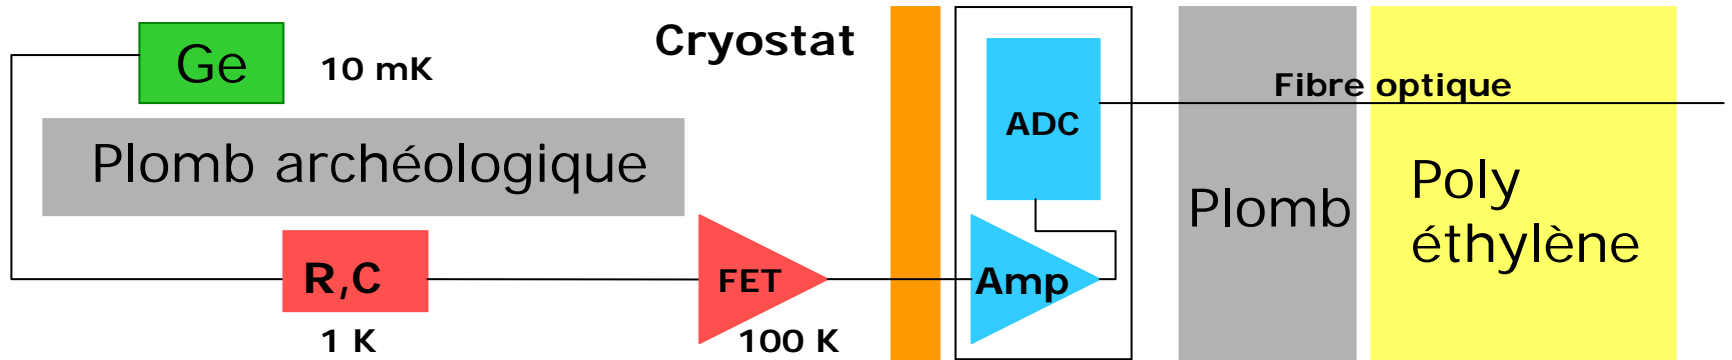 Ge
10 mK
Cryostat
Plomb archéologique
R,C
1 K
FET
100 K
ADC
Amp
Fibre optique
Plomb
Poly
éthylène